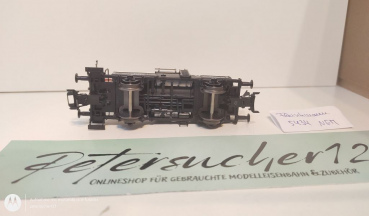 Petersucher12
ONLINESHOP FÜR GEBRAUCHTE MODELLEISENBAHN & ZUBEHÖR